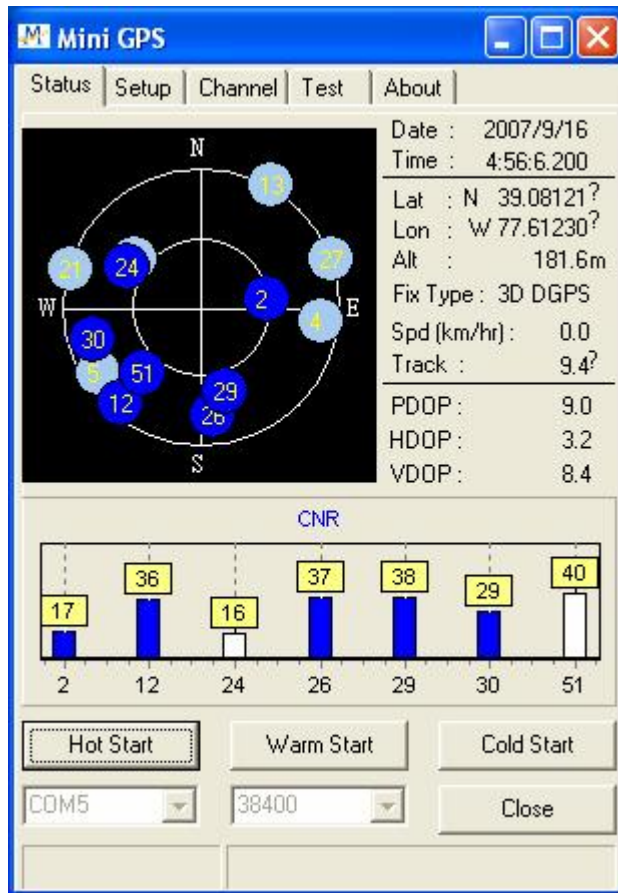 Mini GPS
Status Setup Channel Test About
Date : 2007/9/16
Time : 4:56:6.200
Lat : N 39.08121?
Lon : W 77.61230?
Alt : 181.6m
Fix Type : 3D DGPS
Spd (km/hr) : 0.0
Track : 9.4?
PDOP : 9.0
HDOP : 3.2
VDOP : 8.4
N
13
21
24
27
2
W
E
4
30
5
51
12
29
26
S
CNR
17 36 16 37 38 29 40
2 12 24 26 29 30 51
Hot Start Warm Start Cold Start
COM5 38400 Close